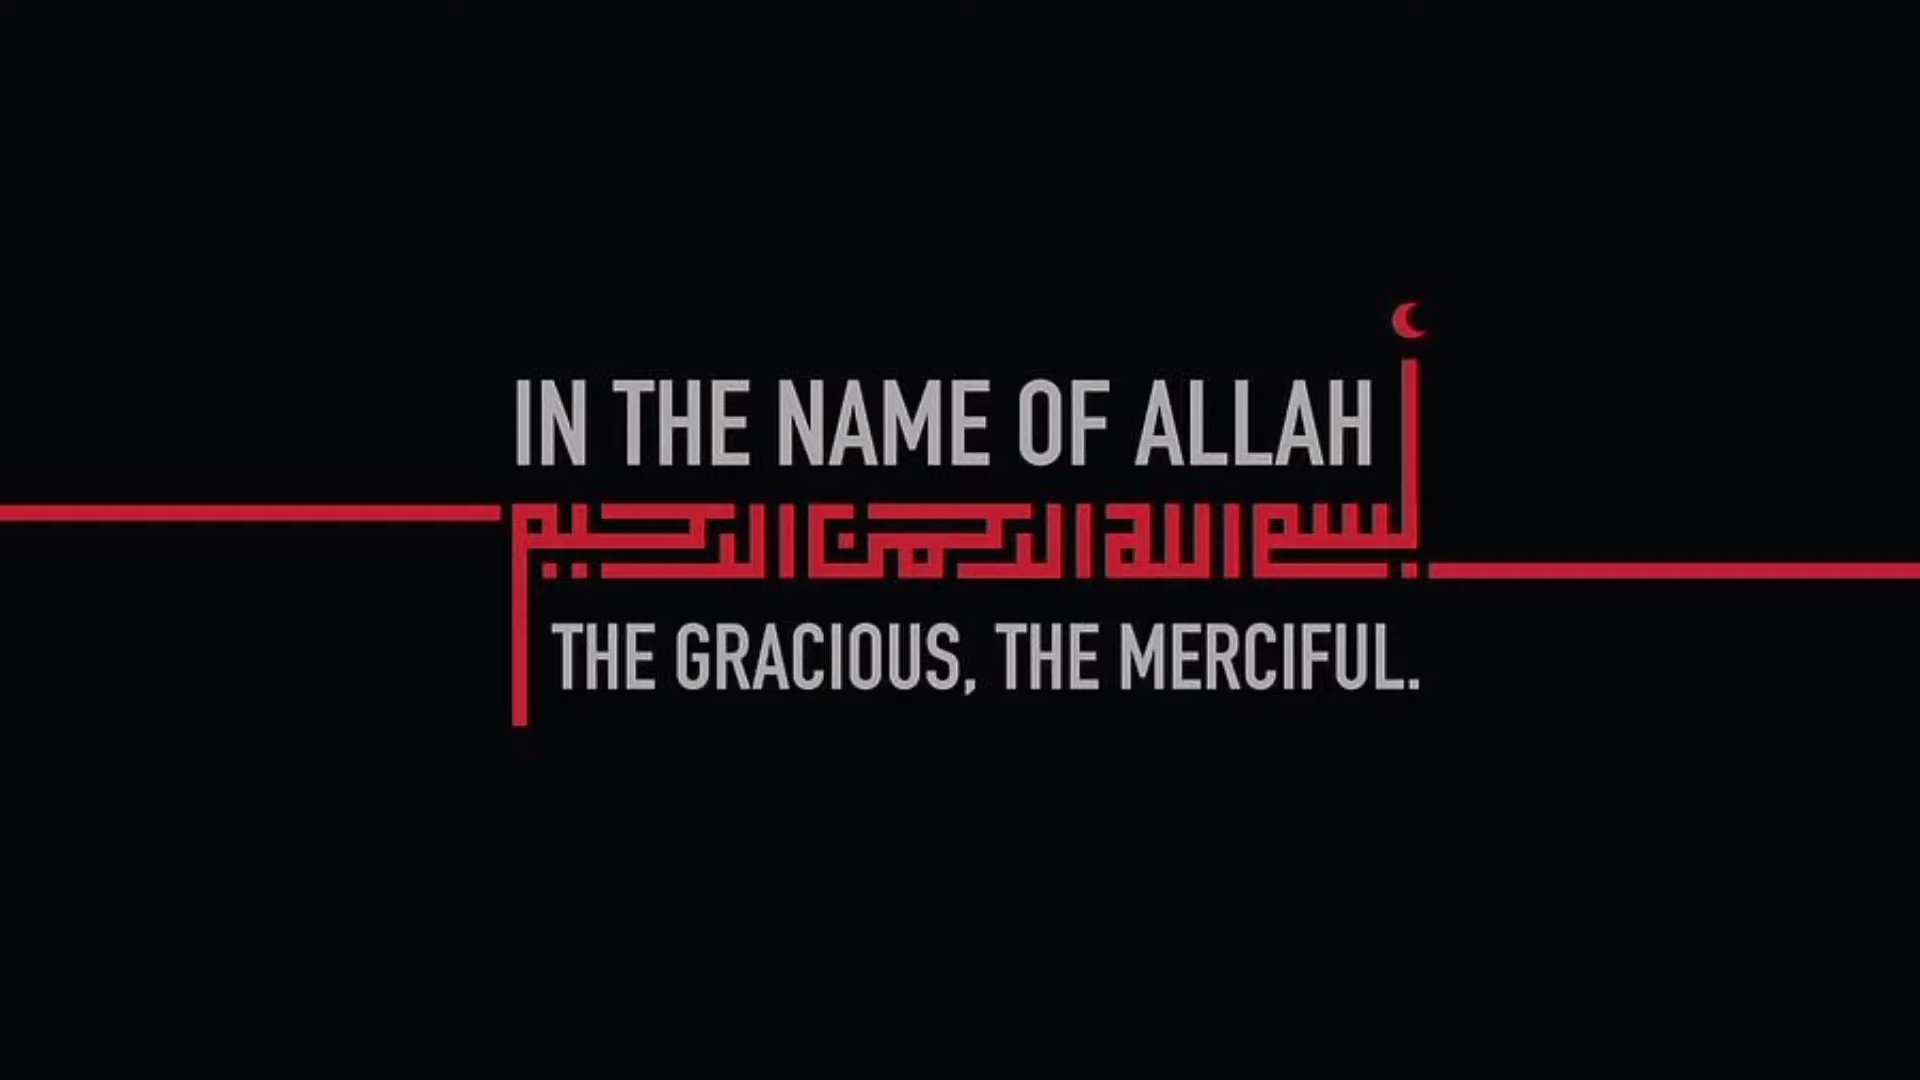 IN THE NAME OF ALLAH
بسم الله الرحمن الرحيم
THE GRACIOUS, THE MERCIFUL.